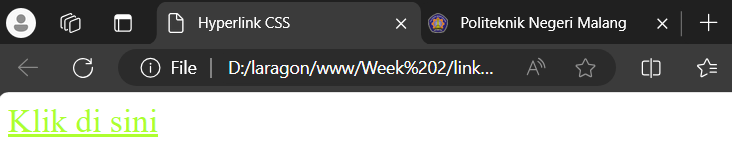 Hyperlink CSS
Politeknik Negeri Malang
File
D:/laragon/www/Week%202/link...
A
Klik di sini